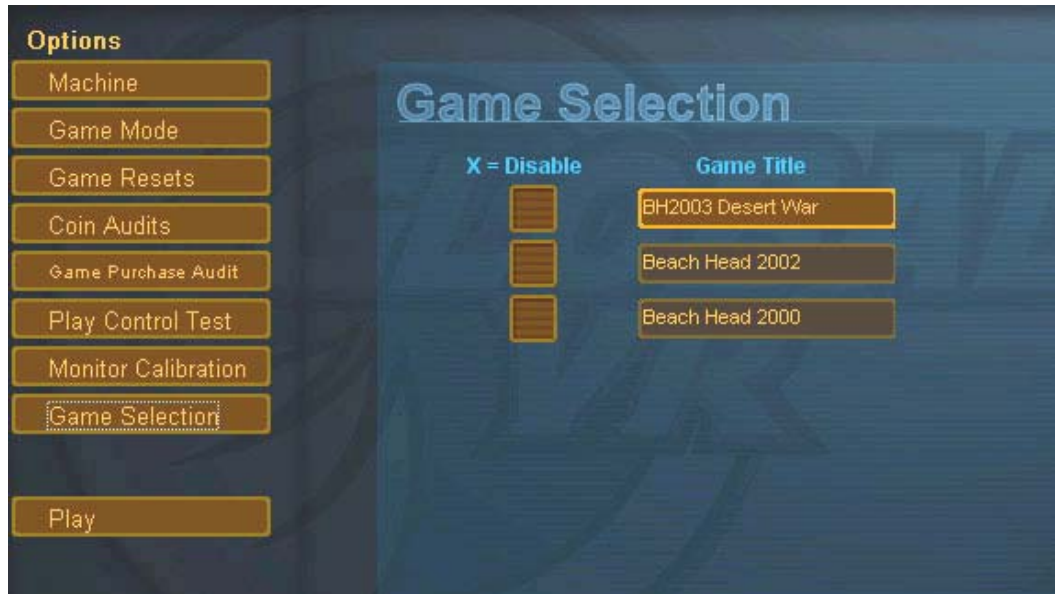 Options
Machine
Game Mode
Game Resets
Coin Audits
Game Purchase Audit
Play Control Test
Monitor Calibration
Game Selection
Play
Game Selection
X = Disable Game Title
BH2003 Desert War
Beach Head 2002
Beach Head 2000
VR